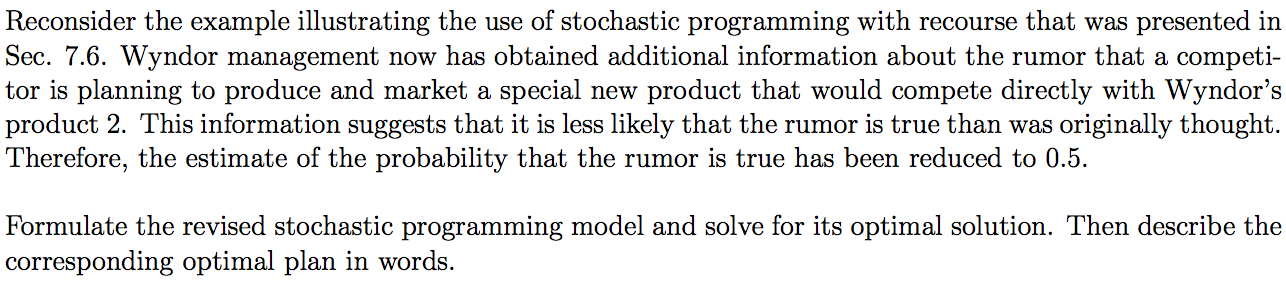 Reconsider the example illustrating the use of stochastic programming with recourse that was presented in
Sec. 7.6. Wyndor management now has obtained additional information about the rumor that a competi-
tor is planning to produce and market a special new product that would compete directly with Wyndor’s
product 2. This information suggests that it is less likely that the rumor is true than was originally thought.
Therefore, the estimate of the probability that the rumor is true has been reduced to 0.5.
Formulate the revised stochastic programming model and solve for its optimal solution. Then describe the
corresponding optimal plan in words.